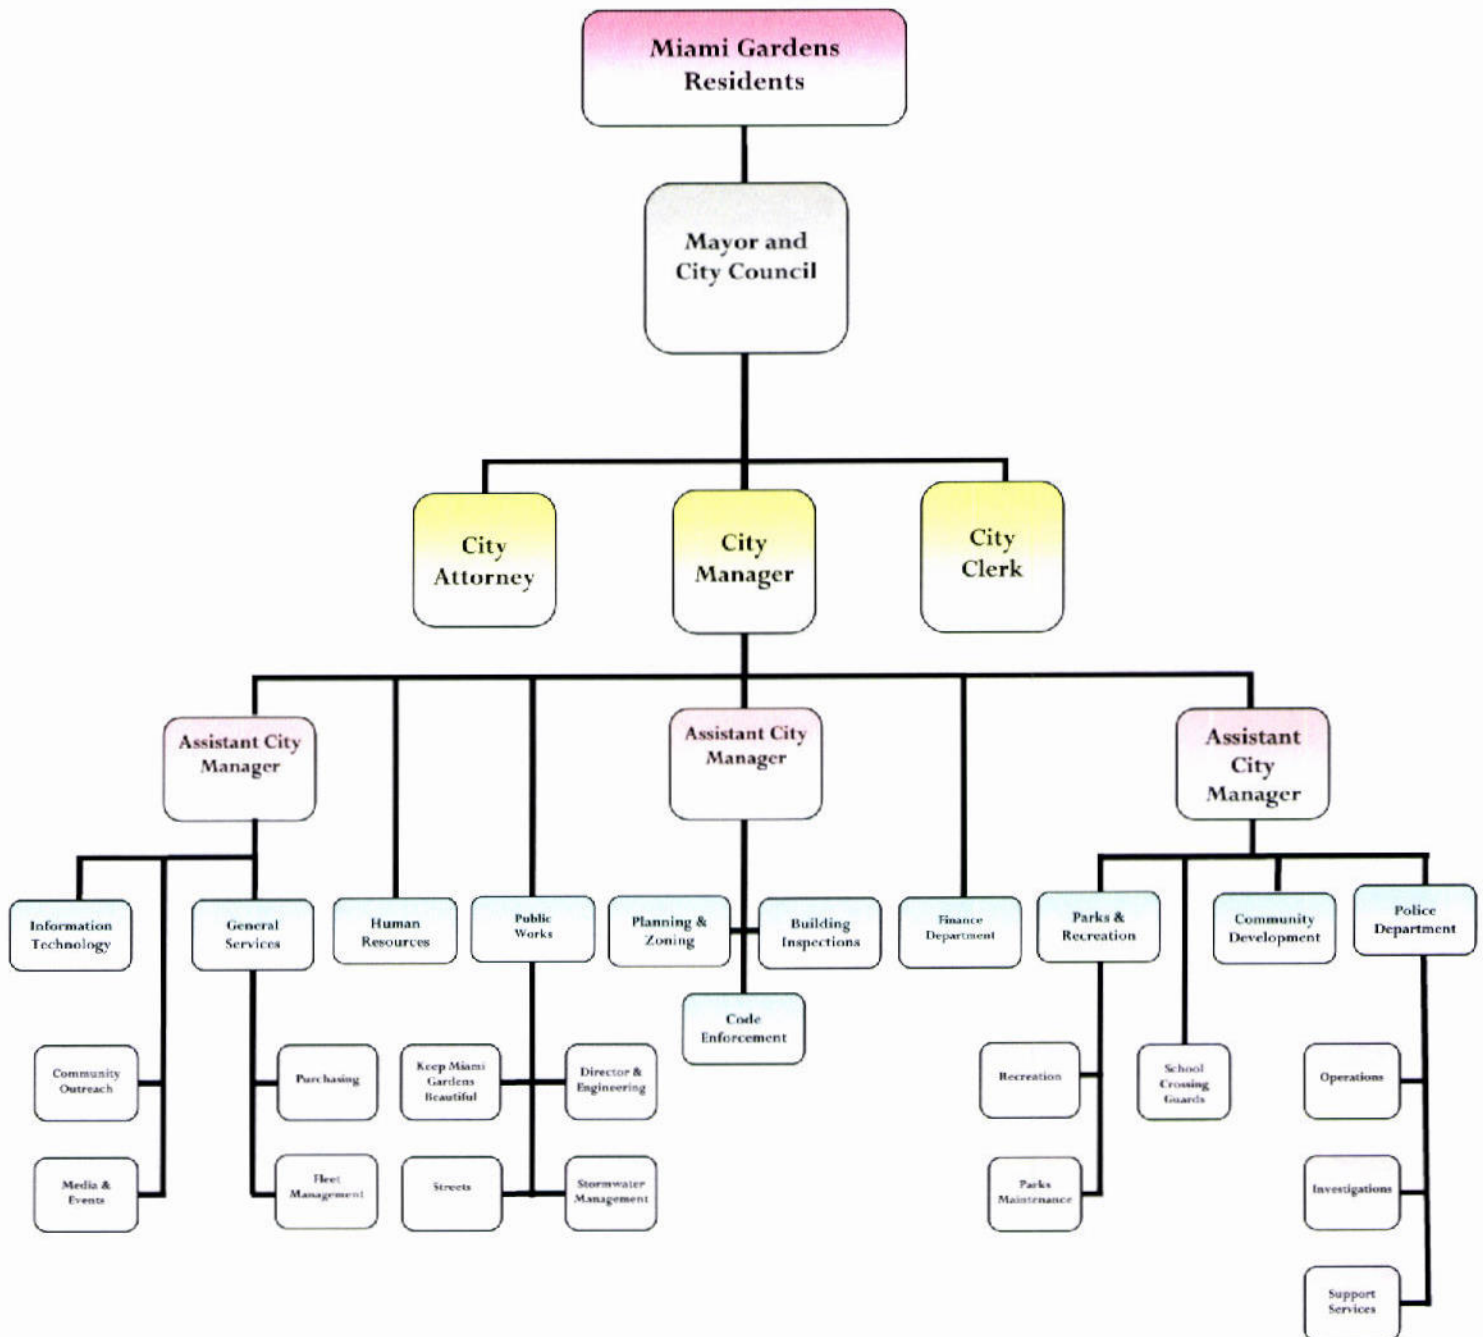 Miami Gardens
Residents
Mayor and
City Council
City
Attorney
City
Manager
City
Clerk
Assistant City
Manager
Assistant City
Manager
Assistant
City
Manager
Information
Technology
General
Services
Human
Resources
Public
Works
Planning &
Zoning
Building
Inspections
Finance
Department
Parks &
Recreation
Community
Development
Police
Department
Code
Enforcement
Community
Outreach
Purchasing
Keep Miami
Gardens
Beautiful
Director &
Engineering
Recreation
School
Crossing
Guards
Operations
Media &
Events
Fleet
Management
Streets
Stormwater
Management
Parks
Maintenance
Investigations
Support
Services